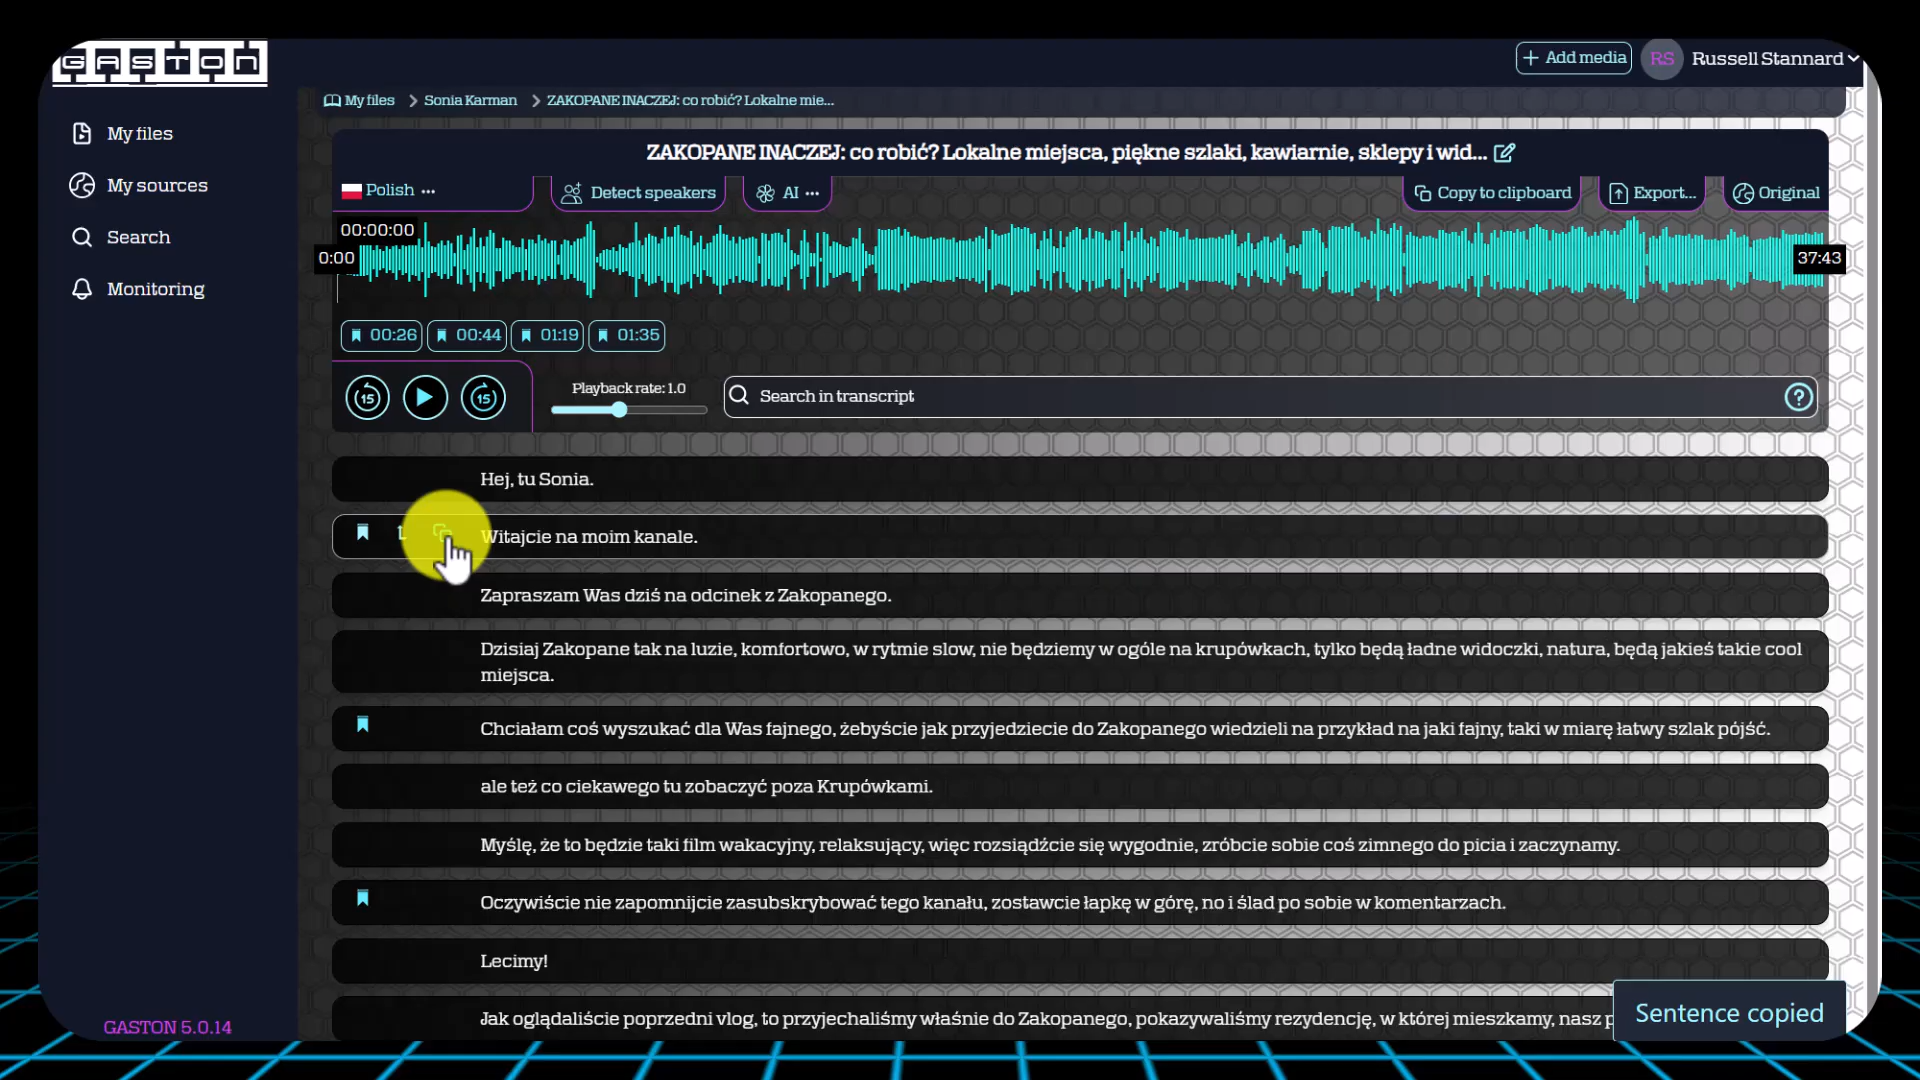 GASTON
+ Add media
RS
Russell Stannard
My files
Sonia Karman
ZAKOPANE INACZEJ: co robić? Lokalne mie...
My files
My sources
Search
Monitoring
ZAKOPANE INACZEJ: co robić? Lokalne miejsca, piękne szlaki, kawiarnie, sklepy i wid...
Polish ...
Detect speakers
AI ...
Copy to clipboard
Export...
Original
00:00:00
0:00
37:43
00:26
00:44
01:19
01:35
15
15
Playback rate: 1.0
Search in transcript
?
Hej, tu Sonia.
Witajcie na moim kanale.
Zapraszam Was dziś na odcinek z Zakopanego.
Dzisiaj Zakopane tak na luzie, komfortowo, w rytmie slow, nie będziemy w ogóle na krupówkach, tylko będą ładne widoczki, natura, będą jakieś takie cool
miejsca.
Chciałam coś wyszukać dla Was fajnego, żebyście jak przyjedziecie do Zakopanego wiedzieli na przykład na jaki fajny, taki w miarę łatwy szlak pójść.
ale też co ciekawego tu zobaczyć poza Krupówkami.
Myślę, że to będzie taki film wakacyjny, relaksujący, więc rozsiądźcie się wygodnie, zróbcie sobie coś zimnego do picia i zaczynamy.
Oczywiście nie zapomnijcie zasubskrybować tego kanału, zostawcie łapkę w górę, no i ślad po sobie w komentarzach.
Lecimy!
Jak oglądaliście poprzedni vlog, to przyjechaliśmy właśnie do Zakopanego, pokazywaliśmy rezydencję, w której mieszkamy, nasz
Sentence copied
GASTON 5.0.14